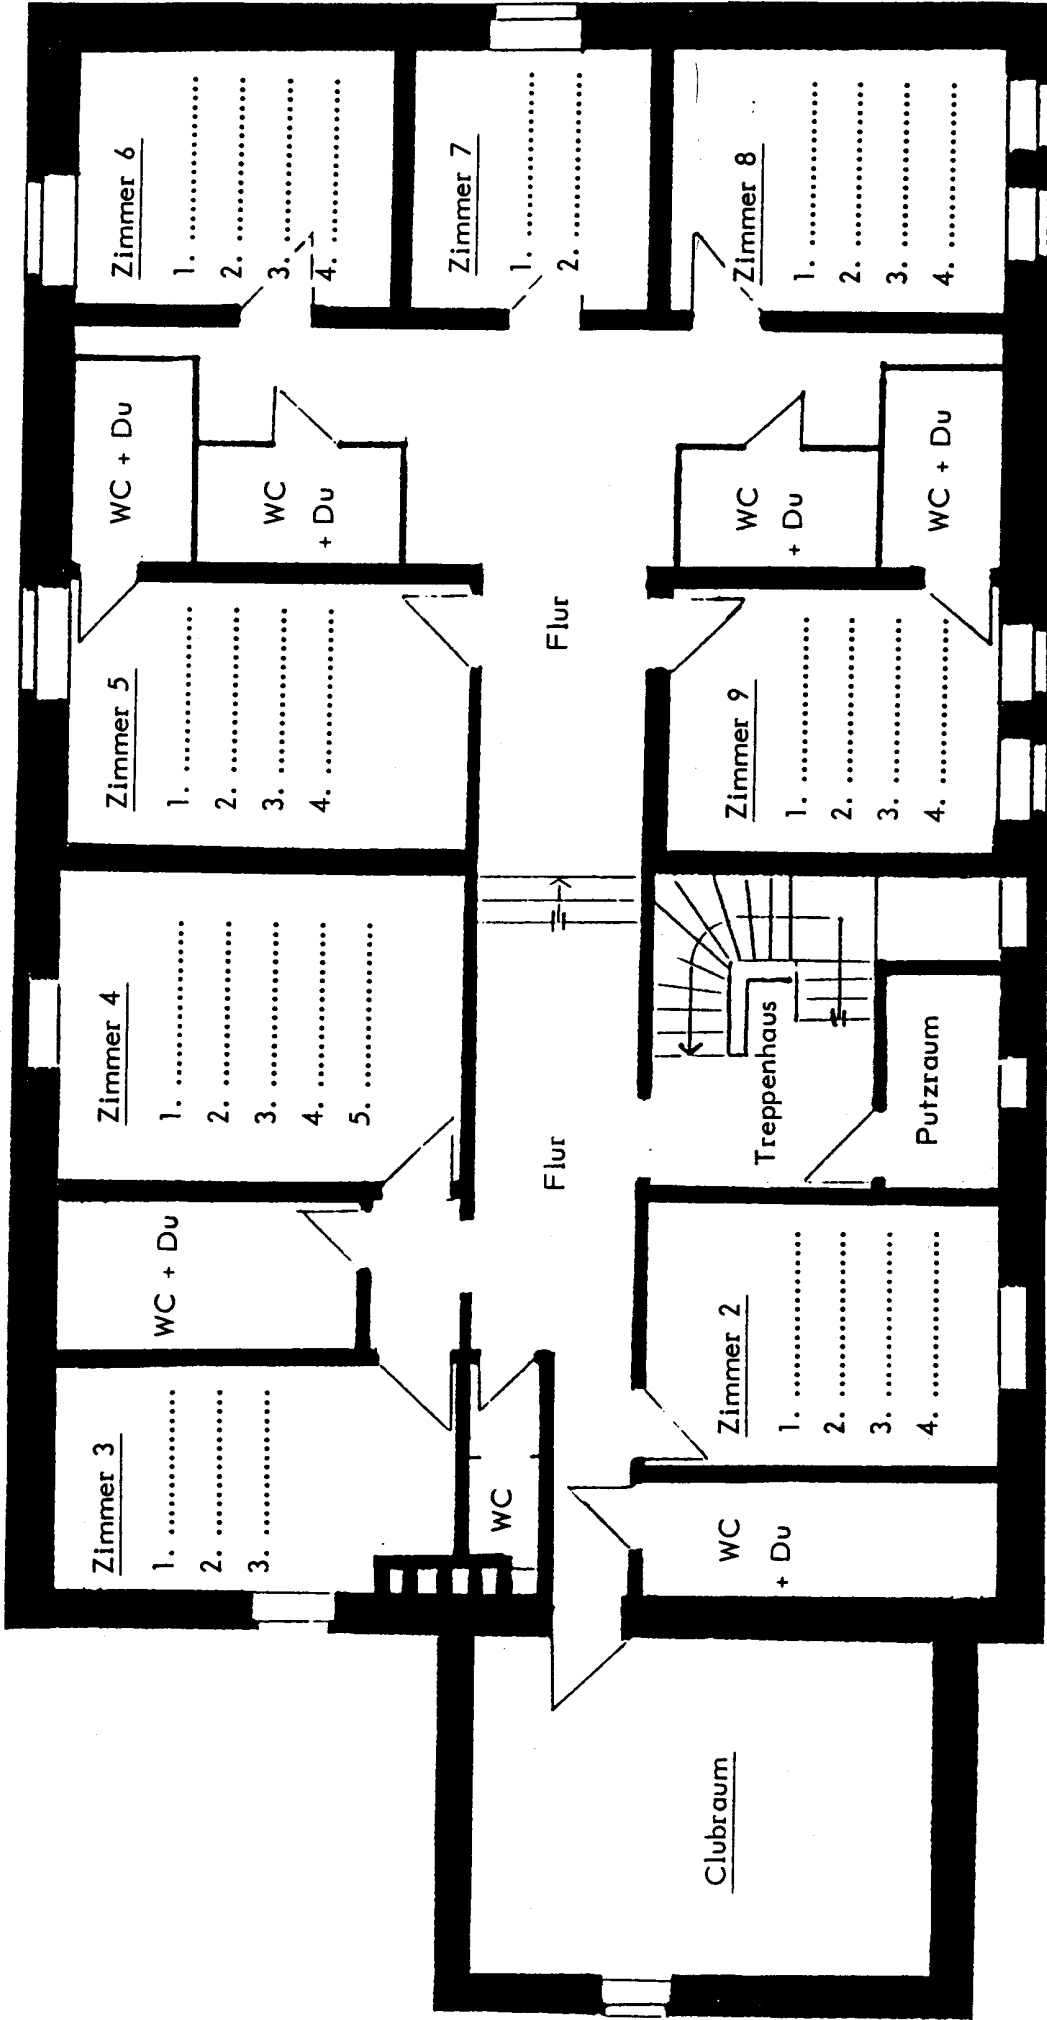 Zimmer 3
1. ................
2. ................
3. ................
WC + Du
Zimmer 4
1. ................
2. ................
3. ................
4. ................
5. ................
Zimmer 5
1. ................
2. ................
3. ................
4. ................
WC + Du
WC
+ Du
Zimmer 6
1. ................
2. ................
3. ................
4. ................
Zimmer 7
1. ................
2. ................
WC
Flur
Flur
Clubraum
WC
+ Du
Zimmer 2
1. ................
2. ................
3. ................
4. ................
Treppenhaus
Putzraum
Zimmer 9
1. ................
2. ................
3. ................
4. ................
WC
+ Du
WC + Du
Zimmer 8
1. ................
2. ................
3. ................
4. ................